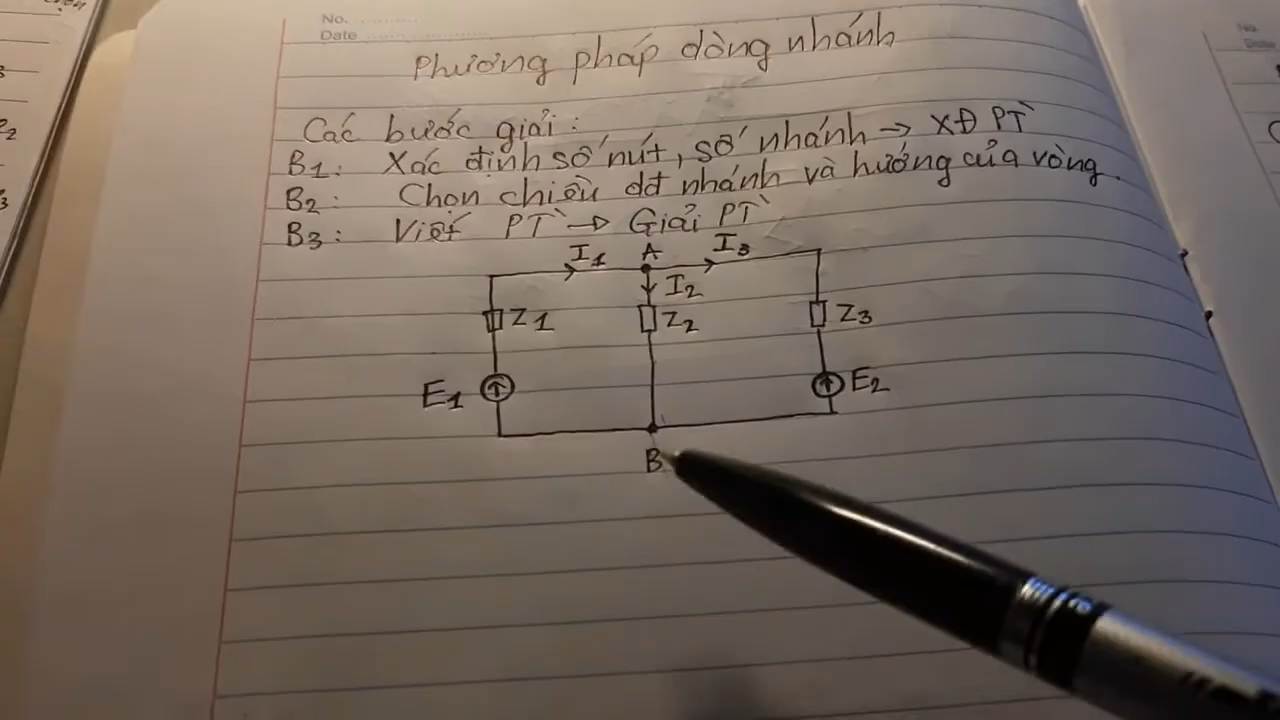 No.
Date
Phương pháp dòng nhánh
Các bước giải:
B1: Xác định số nút, số nhánh → XĐ PT
B2: Chọn chiều dđ nhánh và hướng của vòng.
B3: Viết PT → Giải PT
I1 A I3
I2
Z1 Z2 Z3
E1 E2
B
No.
Date